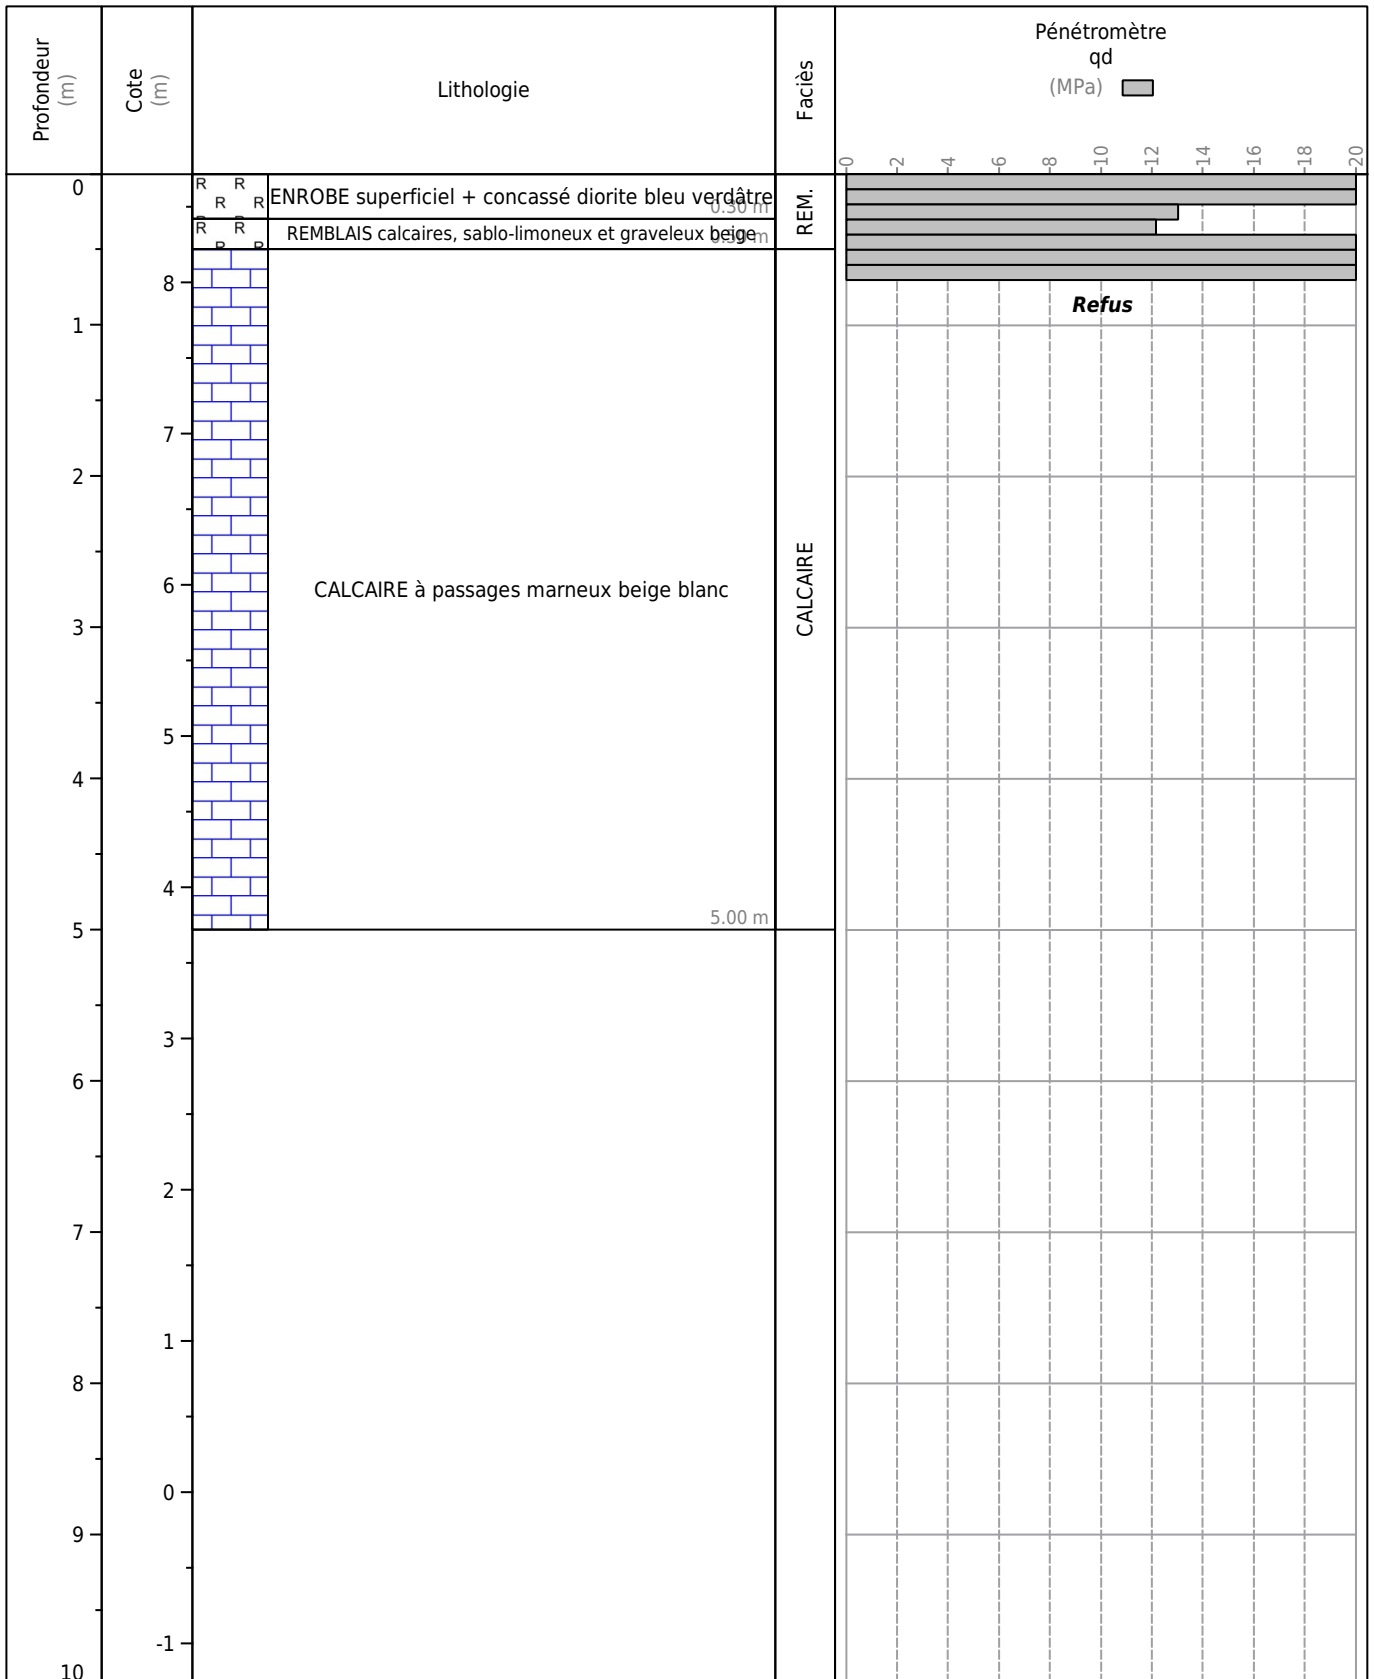 Profondeur
(m)
Cote
(m)
Lithologie
Faciès
Pénétromètre
qd
(MPa)
0 2 4 6 8 10 12 14 16 18 20
0
R R
R R
ENROBE superficiel + concassé diorite bleu verdâtre
0.30 m
REM.
R R
R R
REMBLAIS calcaires, sablo-limoneux et graveleux beige
m
8
Refus
1
7
2
6
CALCAIRE à passages marneux beige blanc
CALCAIRE
3
5
4
4
5.00 m
5
3
6
2
7
1
8
0
9
-1
10